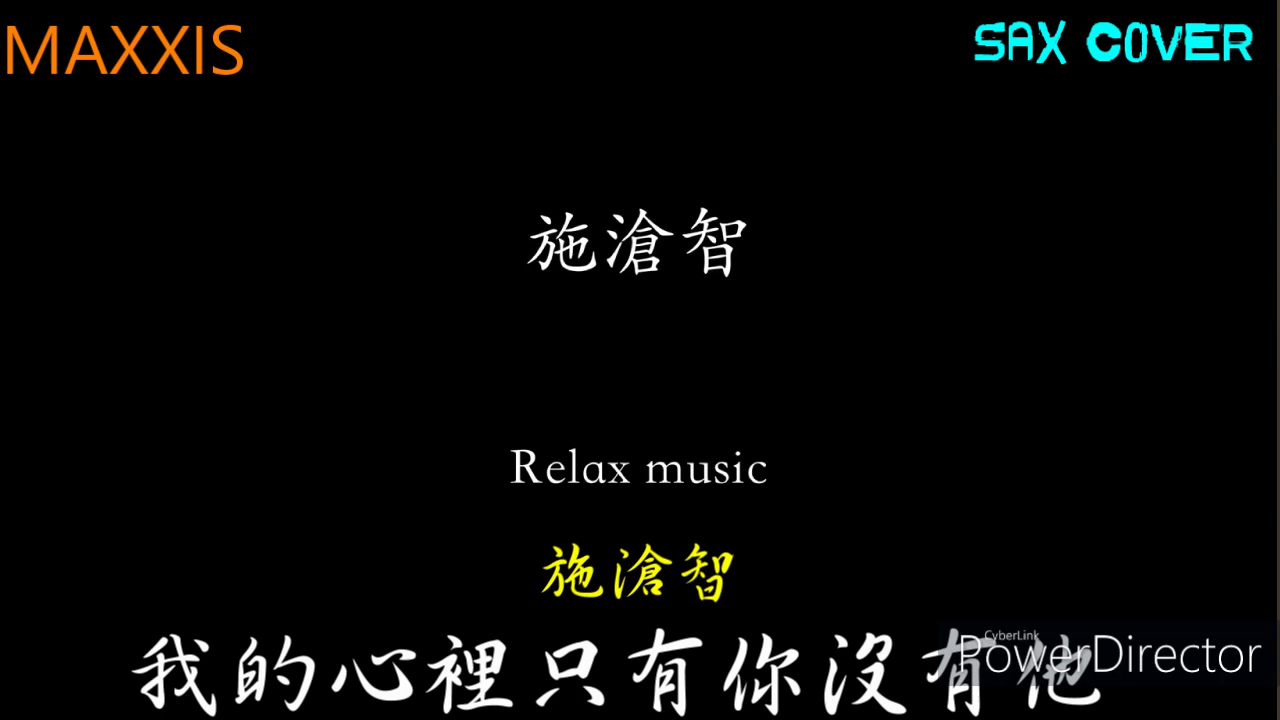 MAXXIS
SAX COVER
施滄智
Relax music
施滄智
我的心裡只有你沒有他
CyberLink
PowerDirector